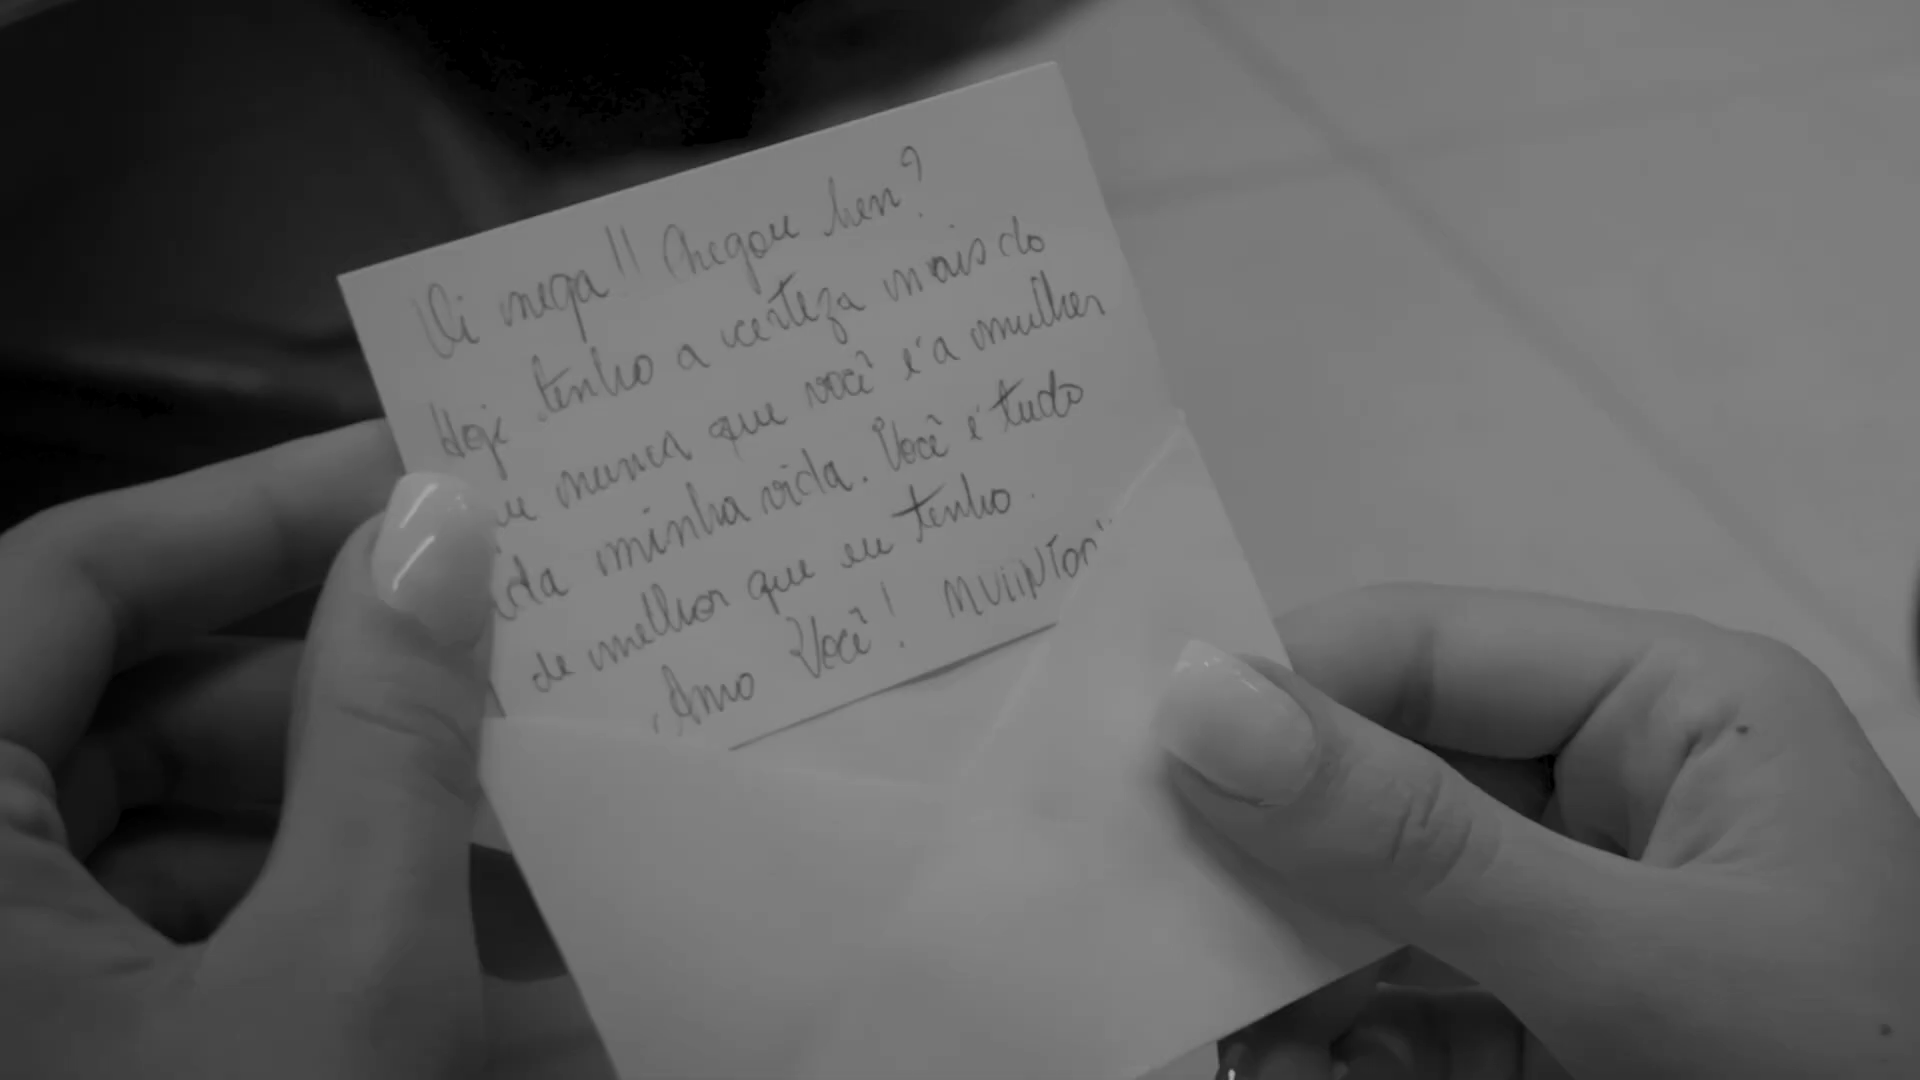 Oi nega!! Chegou bem?
Hoje tenho a certeza mais do
que nunca que você é a mulher
da minha vida. Você é tudo
de melhor que eu tenho.
Amo Você!